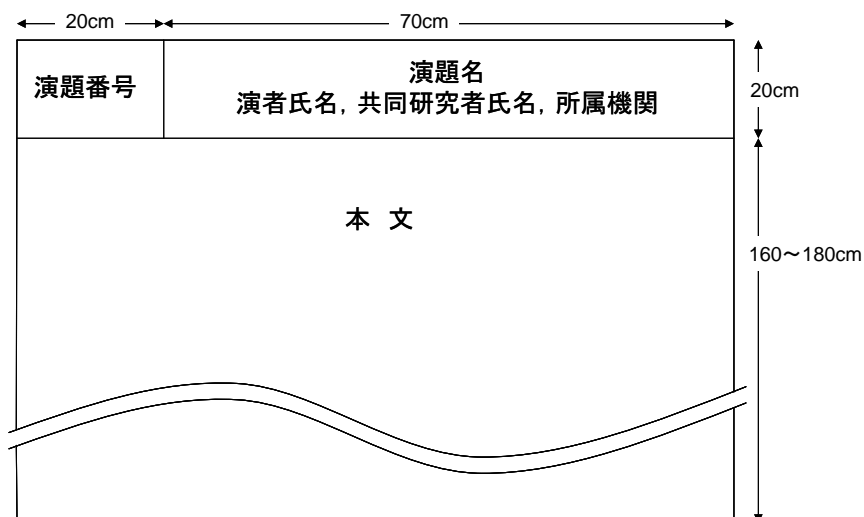 20cm
70cm
演題番号
演題名
演者氏名, 共同研究者氏名, 所属機関
20cm
本 文
160～180cm